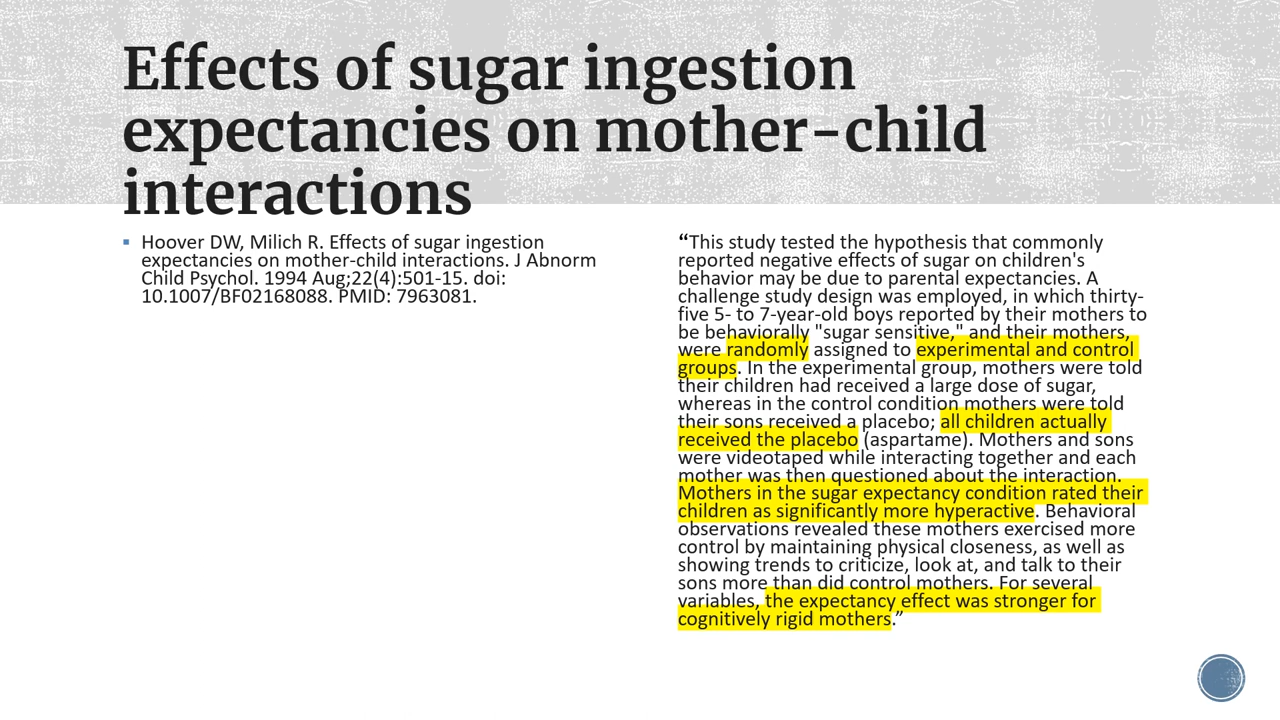 Effects of sugar ingestion
expectancies on mother-child
interactions
▪ Hoover DW, Milich R. Effects of sugar ingestion
expectancies on mother-child interactions. J Abnorm
Child Psychol. 1994 Aug;22(4):501-15. doi:
10.1007/BF02168088. PMID: 7963081.
“This study tested the hypothesis that commonly
reported negative effects of sugar on children's
behavior may be due to parental expectancies. A
challenge study design was employed, in which thirty-
five 5- to 7-year-old boys reported by their mothers to
be behaviorally "sugar sensitive," and their mothers,
were randomly assigned to experimental and control
groups. In the experimental group, mothers were told
their children had received a large dose of sugar,
whereas in the control condition mothers were told
their sons received a placebo; all children actually
received the placebo (aspartame). Mothers and sons
were videotaped while interacting together and each
mother was then questioned about the interaction.
Mothers in the sugar expectancy condition rated their
children as significantly more hyperactive. Behavioral
observations revealed these mothers exercised more
control by maintaining physical closeness, as well as
showing trends to criticize, look at, and talk to their
sons more than did control mothers. For several
variables, the expectancy effect was stronger for
cognitively rigid mothers.”